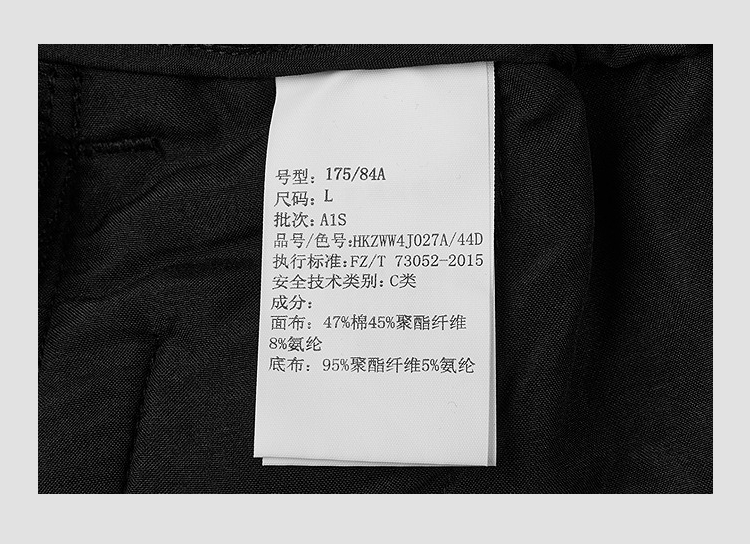 号型：175/84A
尺码：L
批次：A1S
品号/色号：HKZWW4J027A/44D
执行标准：FZ/T 73052-2015
安全技术类别：C类
成分：
面布：47%棉45%聚酯纤维
8%氨纶
底布：95%聚酯纤维5%氨纶